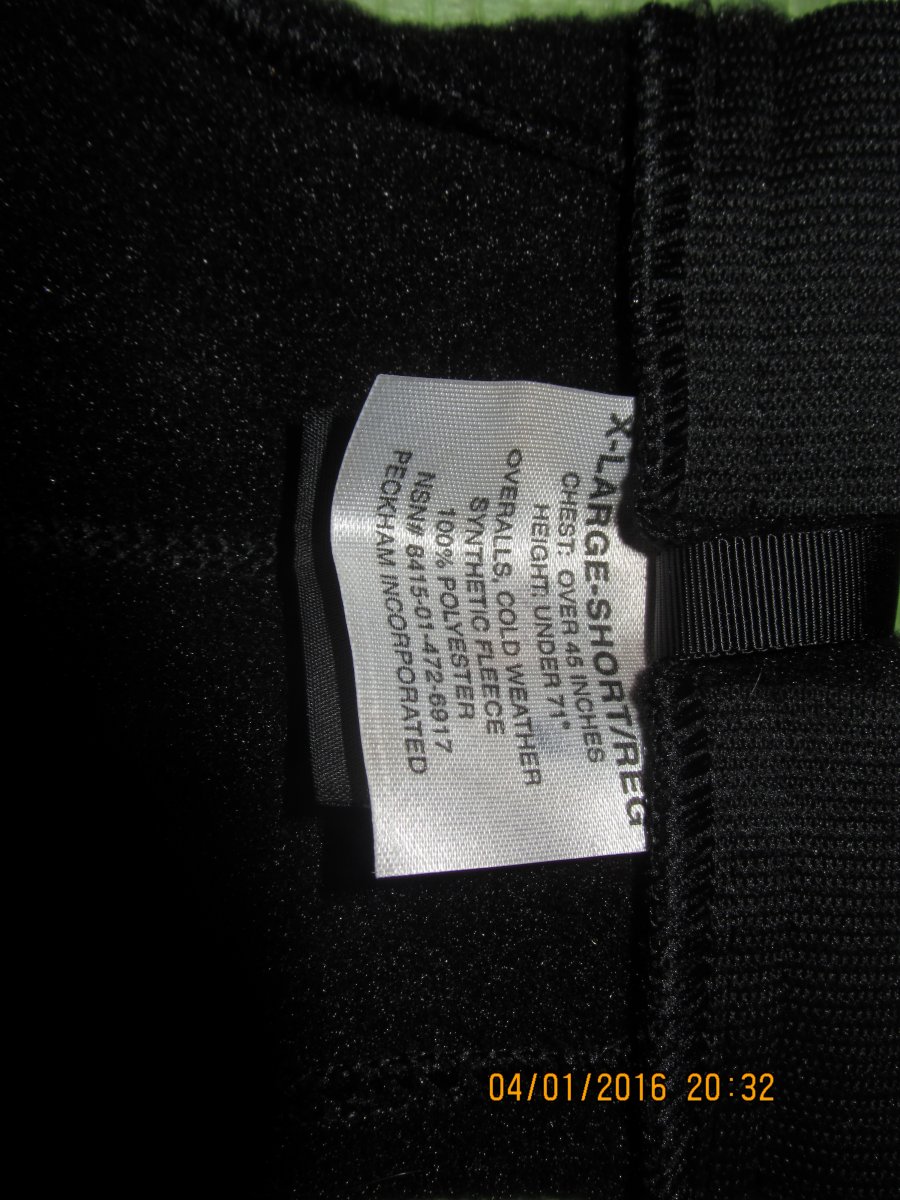 X-LARGE-SHORT/REG
CHEST: OVER 45 INCHES
HEIGHT: UNDER 71"
OVERALLS, COLD WEATHER
SYNTHETIC FLEECE
100% POLYESTER
NSN# 8415-01-472-6917
PECKHAM INCORPORATED
04/01/2016 20:32